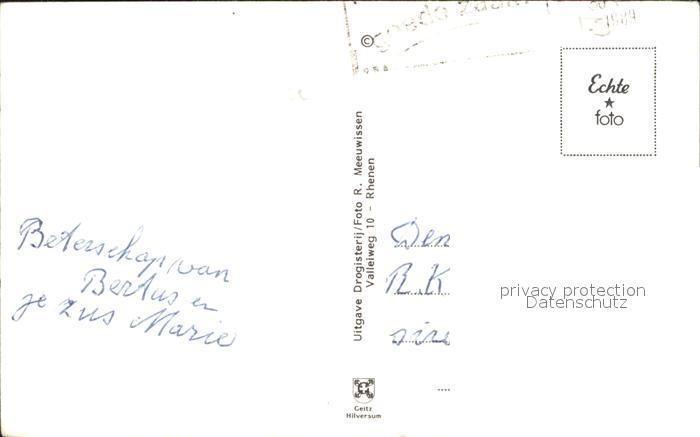 Beterschap van
Bertus en
je zus Marie
©
Uitgave Drogisterij/Foto R. Meeuwissen
Valleiweg 10 - Rhenen
Geitz
Hilversum
Echte
foto
Den
R.K
privacy protection
Datenschutz